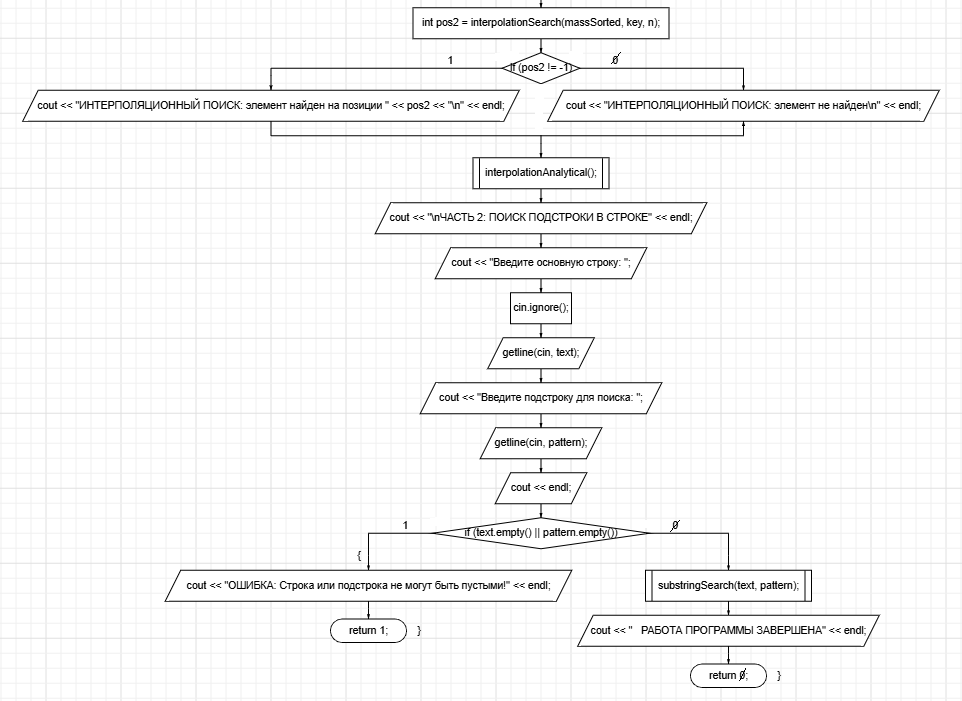 int pos2 = interpolationSearch(massSorted, key, n);
1
if (pos2 != -1)
0
cout << "ИНТЕРПОЛЯЦИОННЫЙ ПОИСК: элемент найден на позиции " << pos2 << "\n" << endl;
cout << "ИНТЕРПОЛЯЦИОННЫЙ ПОИСК: элемент не найден\n" << endl;
interpolationAnalytical();
cout << "\nЧАСТЬ 2: ПОИСК ПОДСТРОКИ В СТРОКЕ" << endl;
cout << "Введите основную строку: ";
cin.ignore();
getline(cin, text);
cout << "Введите подстроку для поиска: ";
getline(cin, pattern);
cout << endl;
1
if (text.empty() || pattern.empty())
0
{
cout << "ОШИБКА: Строка или подстрока не могут быть пустыми!" << endl;
substringSearch(text, pattern);
return 1;
}
cout << "   РАБОТА ПРОГРАММЫ ЗАВЕРШЕНА" << endl;
return 0;
}